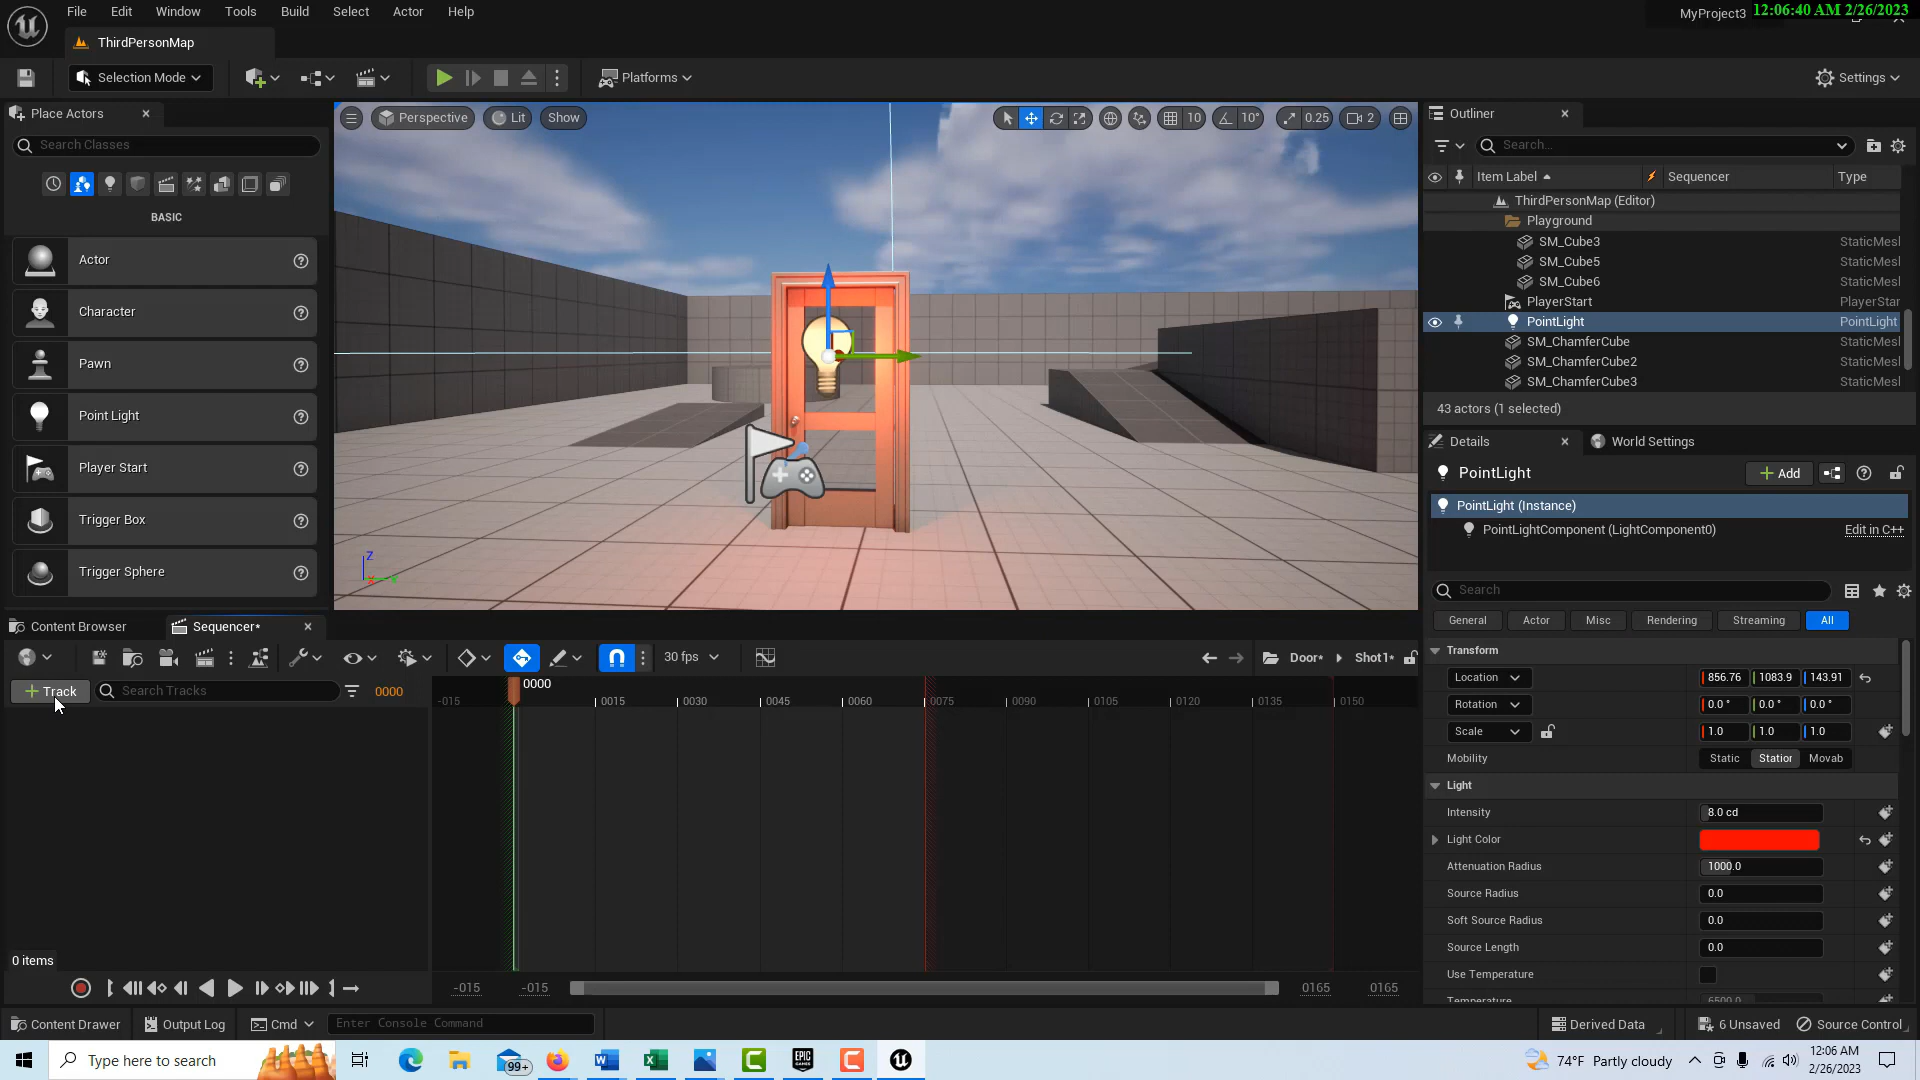 File Edit Window Tools Build Select Actor Help
MyProject3 12:06:40 AM 2/26/2023
ThirdPersonMap
Selection Mode
Platforms
Settings
Place Actors
Search Classes
BASIC
Actor
Character
Pawn
Point Light
Player Start
Trigger Box
Trigger Sphere
Perspective Lit Show
10 10° 0.25 2
Z
Outliner
Search...
Item Label Sequencer Type
ThirdPersonMap (Editor)
Playground
SM_Cube3 StaticMesl
SM_Cube5 StaticMesl
SM_Cube6 StaticMesl
PlayerStart PlayerStar
PointLight PointLight
SM_ChamferCube StaticMesl
SM_ChamferCube2 StaticMesl
SM_ChamferCube3 StaticMesl
43 actors (1 selected)
Details World Settings
PointLight Add
PointLight (Instance)
PointLightComponent (LightComponent0) Edit in C++
Search
General Actor Misc Rendering Streaming All
Transform
Location 856.76 1083.9 143.91
Rotation 0.0 ° 0.0 ° 0.0 °
Scale 1.0 1.0 1.0
Mobility Static Station Movab
Light
Intensity 8.0 cd
Light Color
Attenuation Radius 1000.0
Source Radius 0.0
Soft Source Radius 0.0
Source Length 0.0
Use Temperature
Temperature 6500.0
Content Browser Sequencer*
30 fps
Door* Shot1*
Track Search Tracks 0000
0000
-015 0015 0030 0045 0060 0075 0090 0105 0120 0135 0150
0 items
-015 -015 0165 0165
Content Drawer Output Log Cmd Enter Console Command
Derived Data 6 Unsaved Source Control
Type here to search
99+
EPIC GAMES
74°F Partly cloudy
12:06 AM
2/26/2023